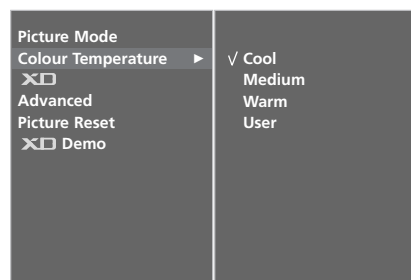 Picture Mode
Colour Temperature ►
XD
Advanced
Picture Reset
XD Demo
√ Cool
Medium
Warm
User